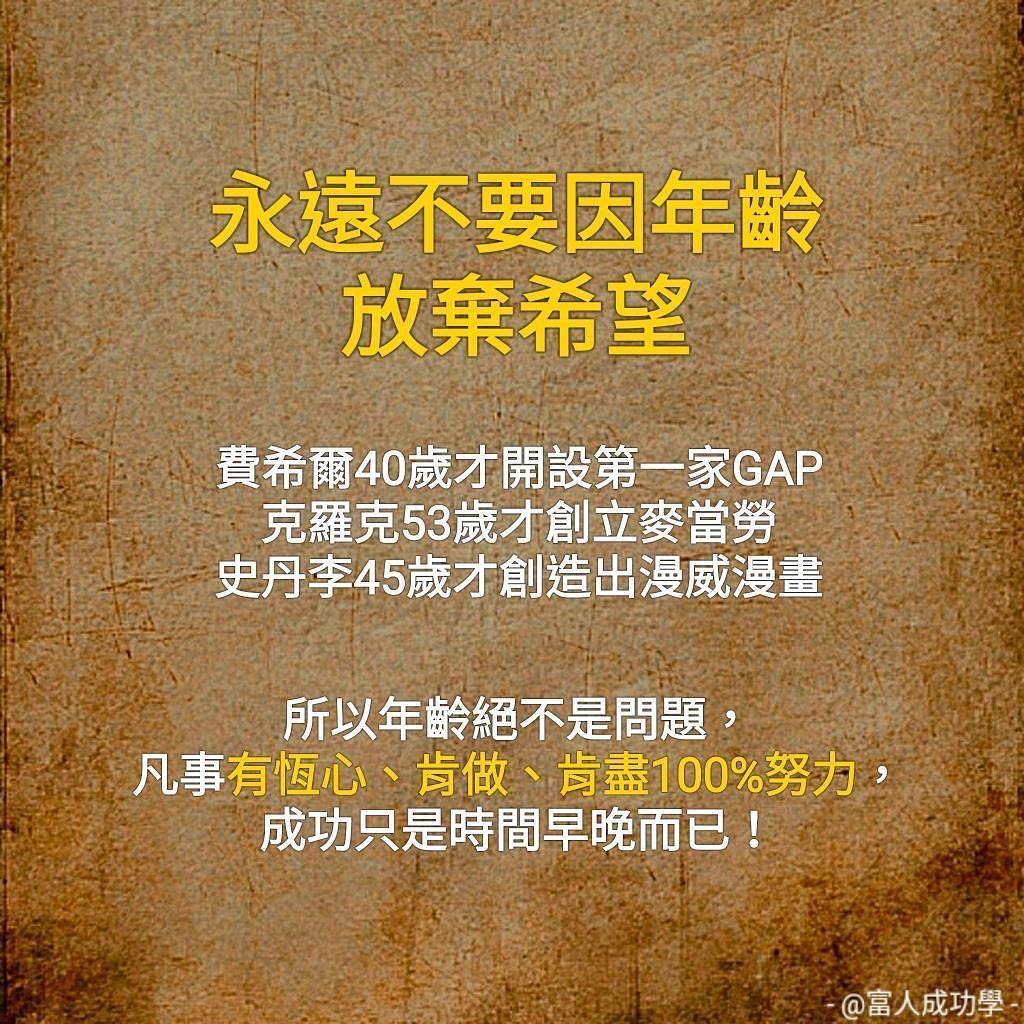 永遠不要因年齡
放棄希望
費希爾40歲才開設第一家GAP
克羅克53歲才創立麥當勞
史丹李45歲才創造出漫威漫畫
所以年齡絕不是問題，
凡事有恆心、肯做、肯盡100%努力，
成功只是時間早晚而已！
- @富人成功學 -